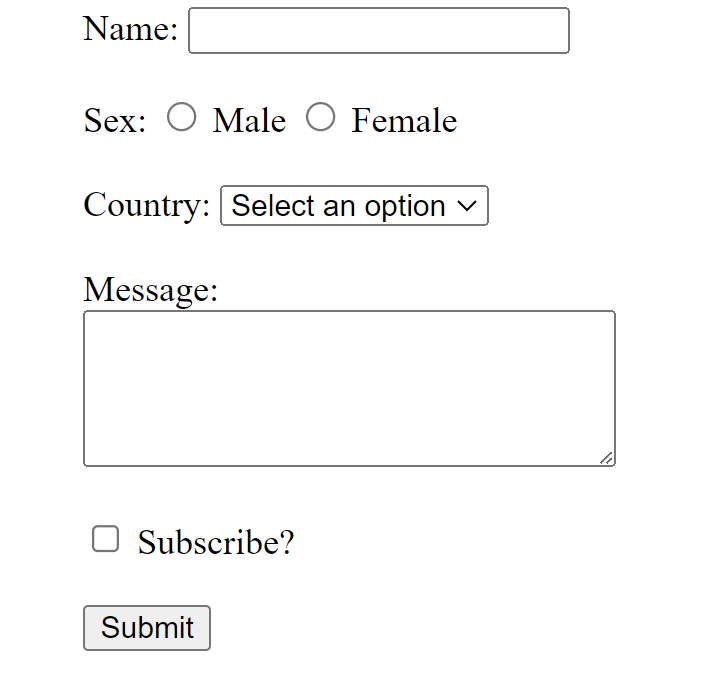 Name:
Sex: Male Female
Country: Select an option
Message:
Subscribe?
Submit